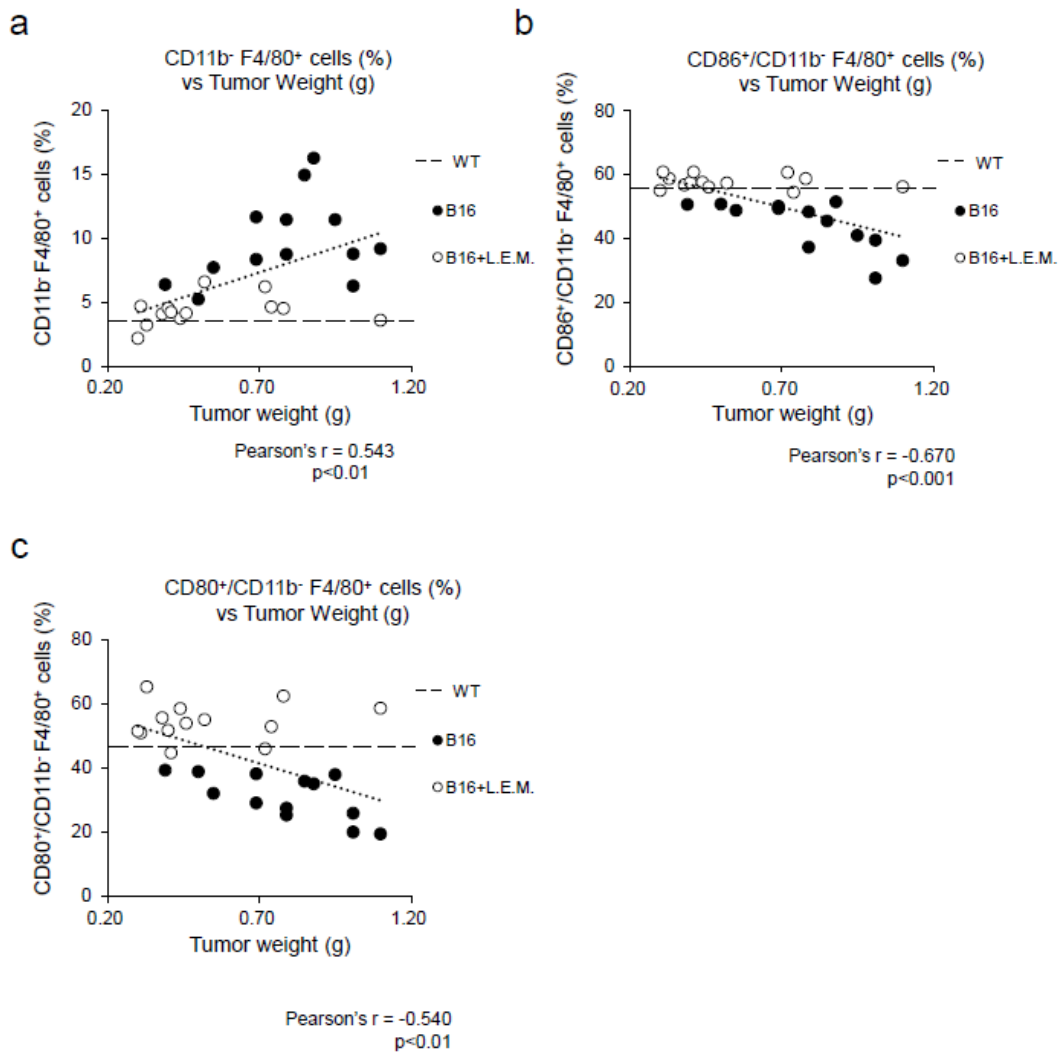 a
CD11b⁻ F4/80⁺ cells (%)
vs Tumor Weight (g)
CD11b⁻ F4/80⁺ cells (%)
20
15
10
5
0
0.20 0.70 1.20
Tumor weight (g)
WT
B16
B16+L.E.M.
Pearson's r = 0.543
p<0.01
b
CD86⁺/CD11b⁻ F4/80⁺ cells (%)
vs Tumor Weight (g)
CD86⁺/CD11b⁻ F4/80⁺ cells (%)
80
60
40
20
0
0.20 0.70 1.20
Tumor weight (g)
WT
B16
B16+L.E.M.
Pearson's r = -0.670
p<0.001
c
CD80⁺/CD11b⁻ F4/80⁺ cells (%)
vs Tumor Weight (g)
CD80⁺/CD11b⁻ F4/80⁺ cells (%)
80
60
40
20
0
0.20 0.70 1.20
Tumor weight (g)
WT
B16
B16+L.E.M.
Pearson's r = -0.540
p<0.01